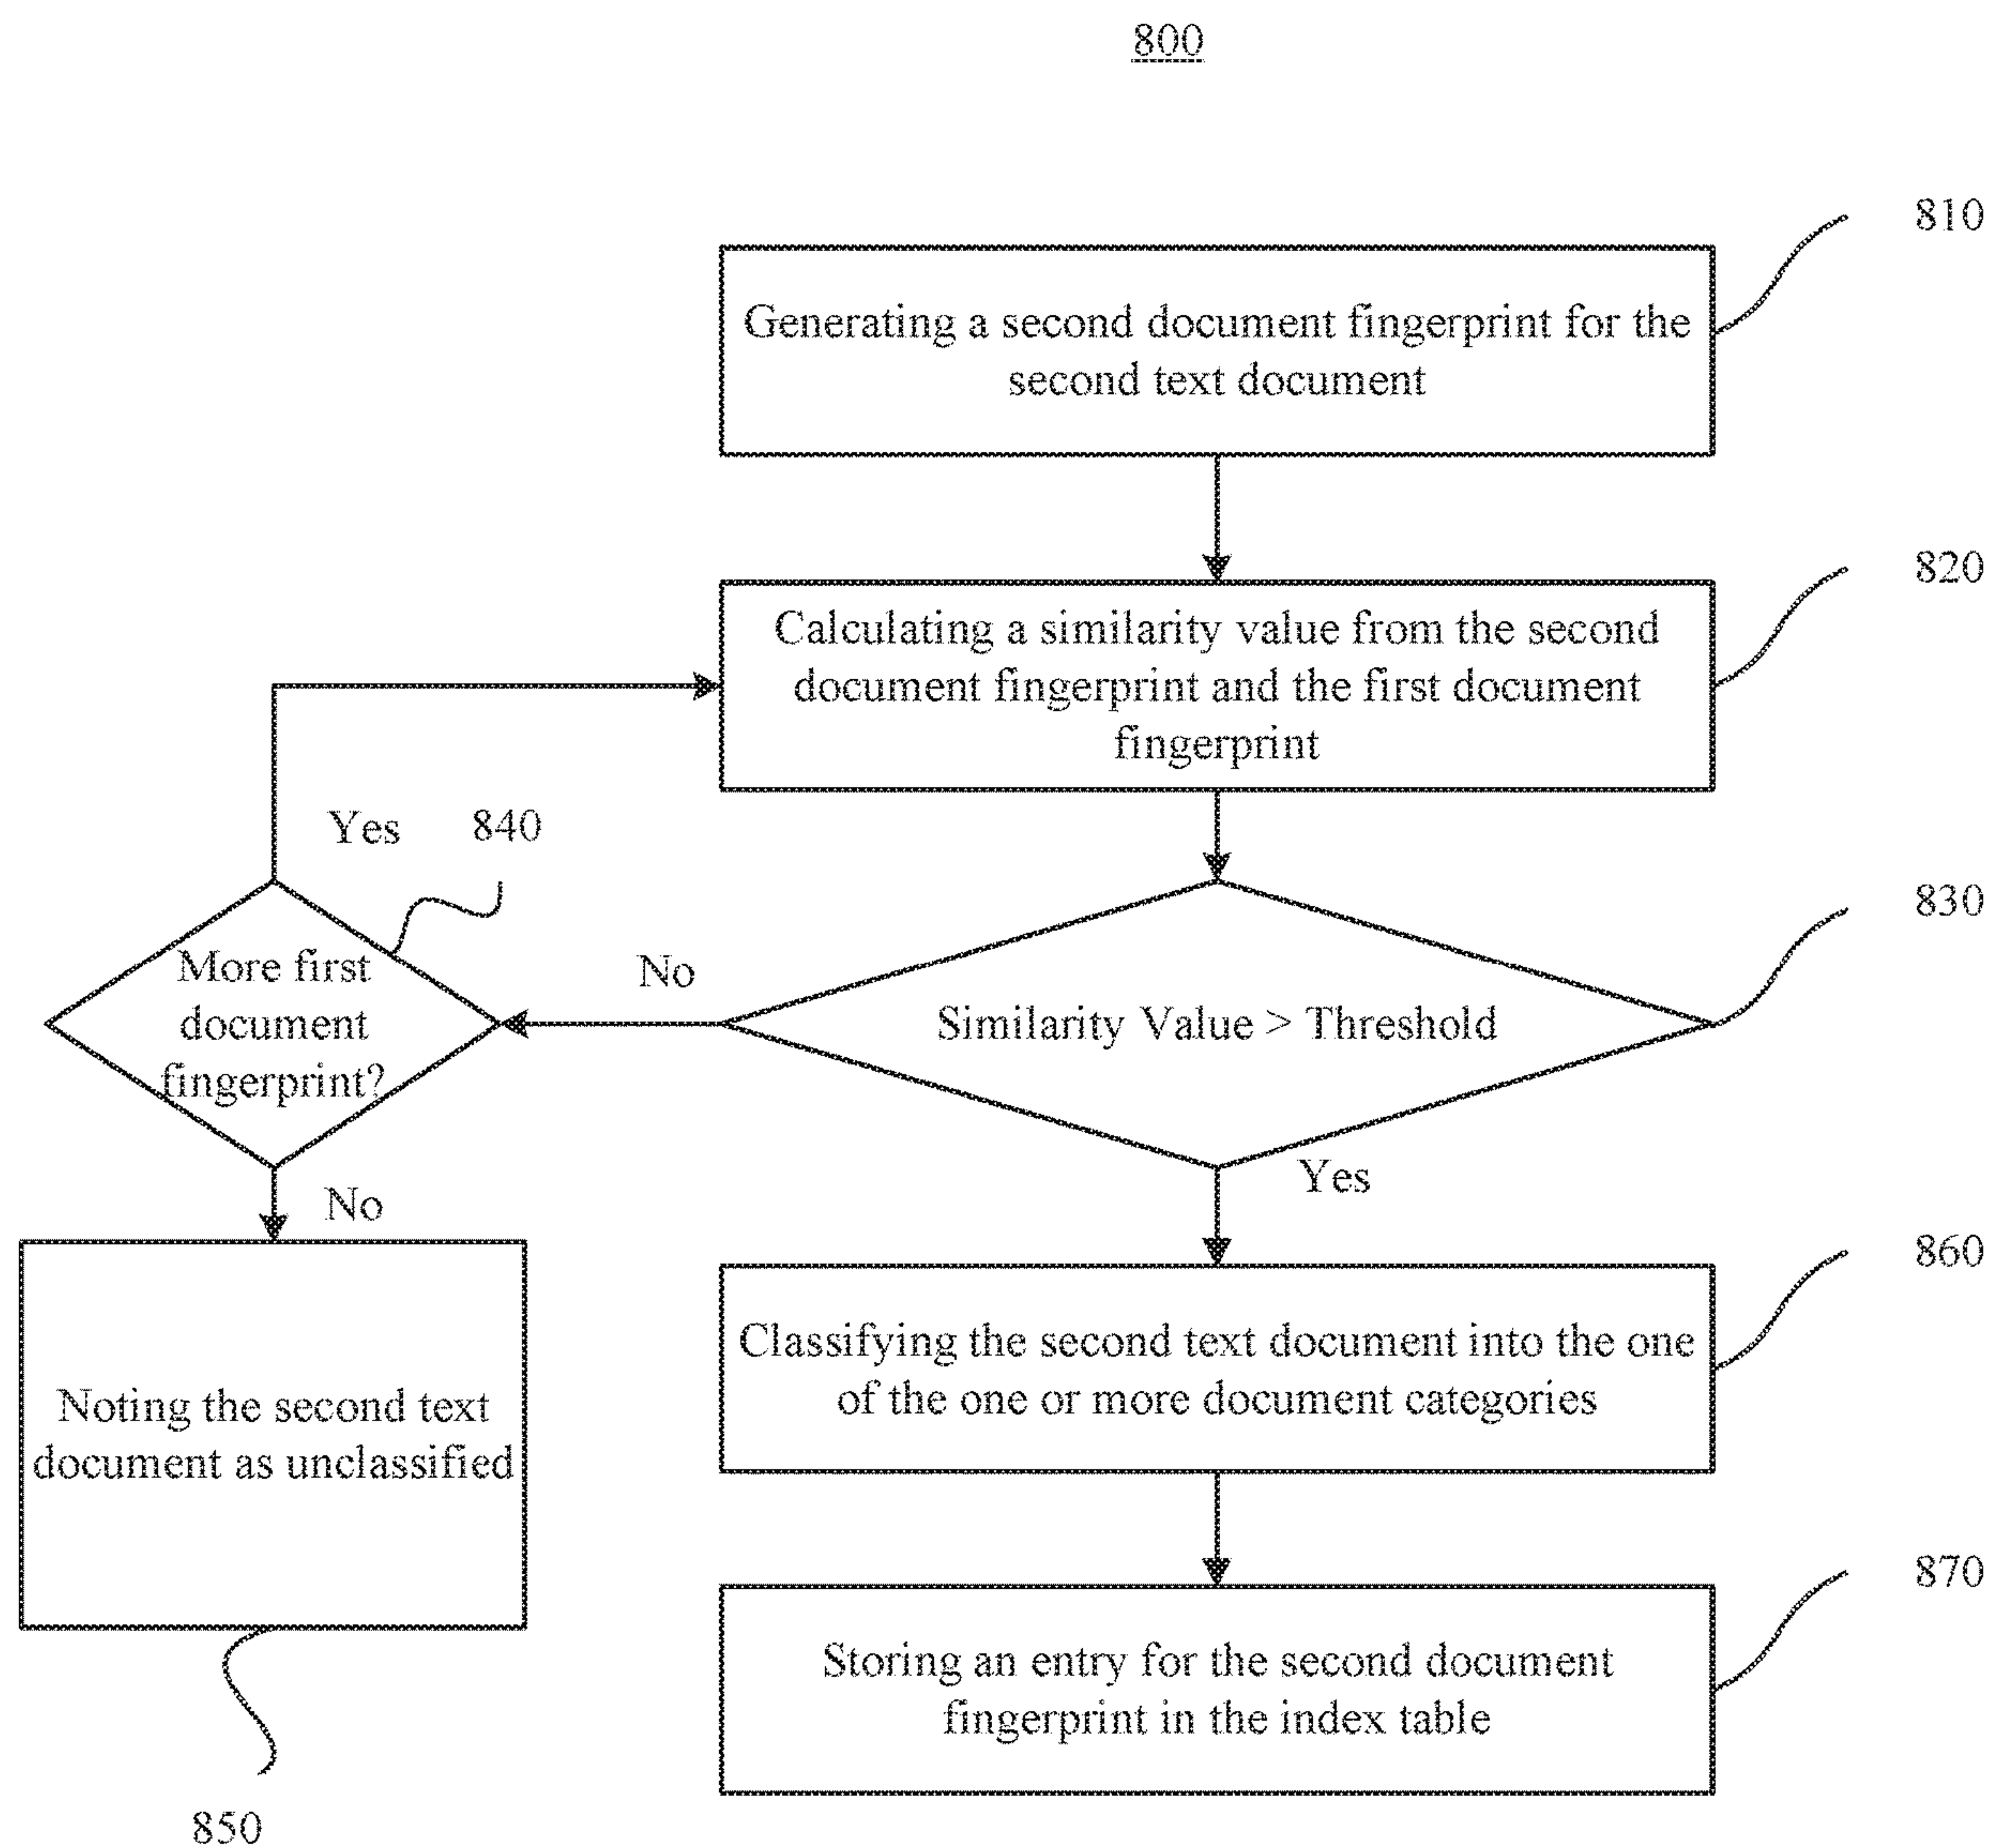 800
810
Generating a second document fingerprint for the
second text document
820
Calculating a similarity value from the second
document fingerprint and the first document
fingerprint
Yes
840
830
More first
document
fingerprint?
No
Similarity Value > Threshold
Yes
No
860
Classifying the second text document into the one
of the one or more document categories
Noting the second text
document as unclassified
870
Storing an entry for the second document
fingerprint in the index table
850